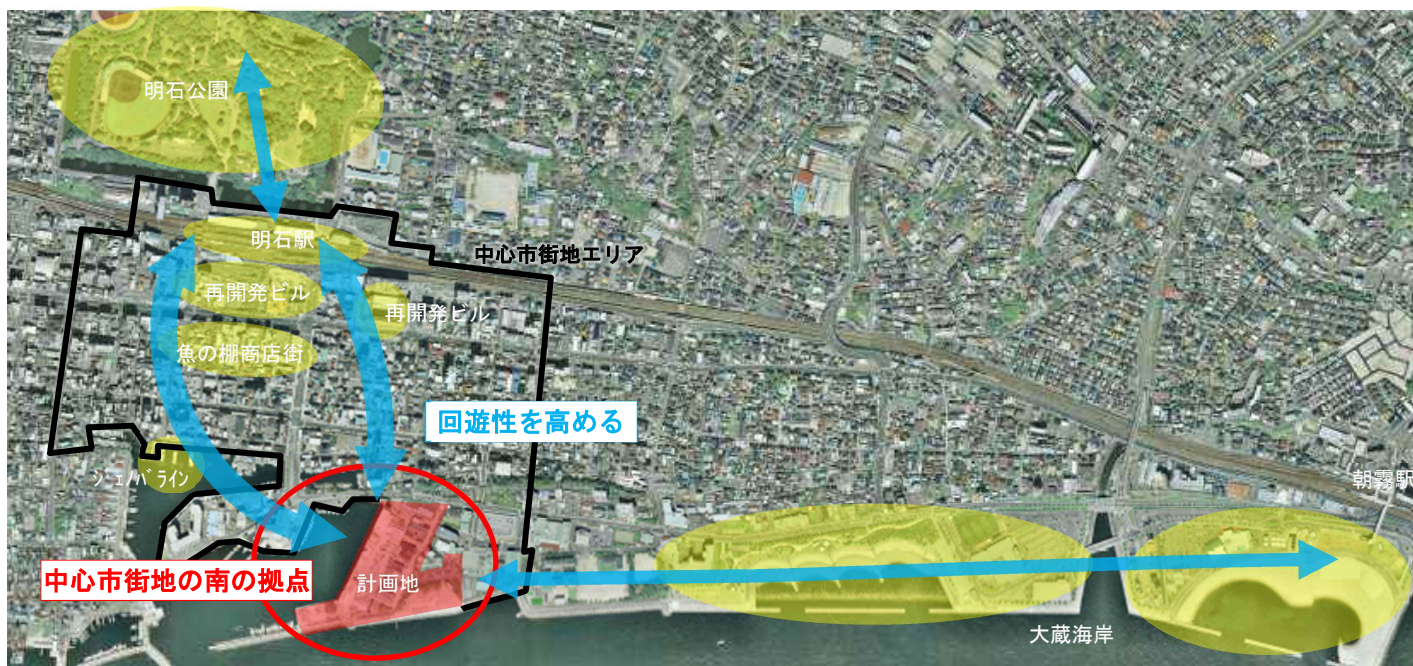 明石公園
明石駅
中心市街地エリア
再開発ビル
再開発ビル
魚の棚商店街
回遊性を高める
ｼﾞｪﾉﾊﾞﾗｲﾝ
朝霧駅
中心市街地の南の拠点
計画地
大蔵海岸